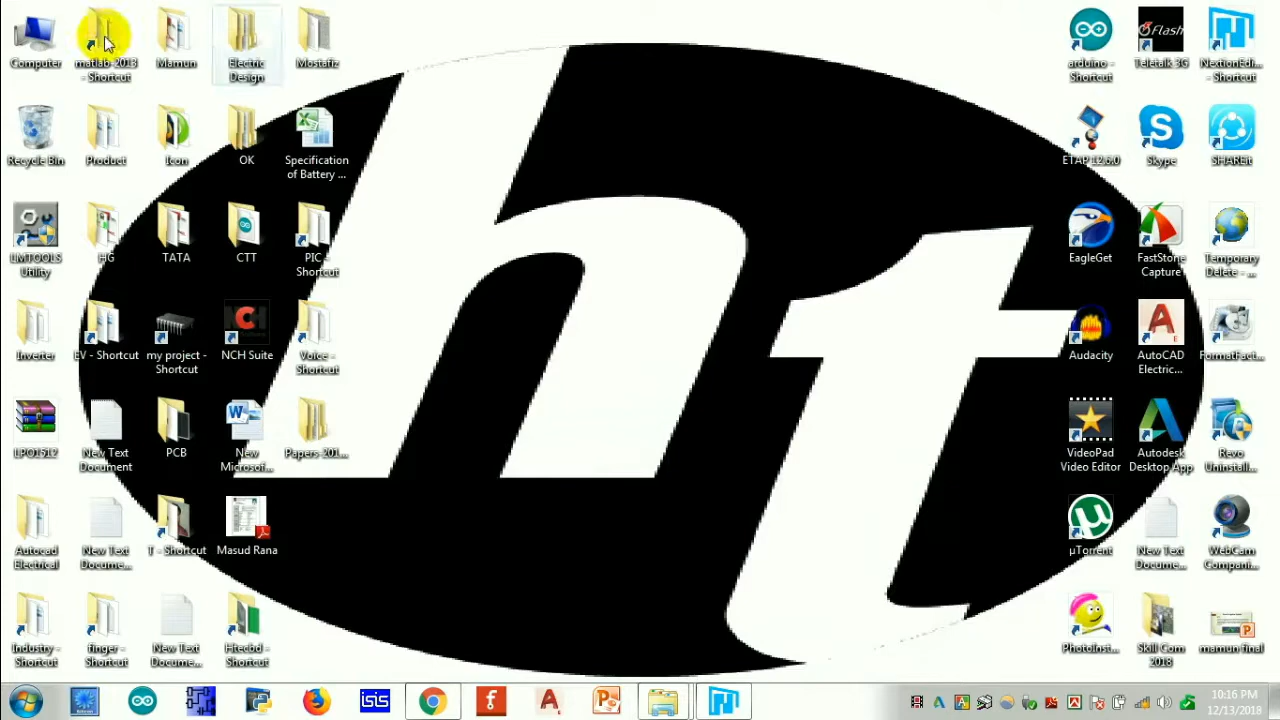 Computer
matlab 2013
- Shortcut
Mamun
Electric
Design
Mostafiz
arduino -
Shortcut
Teletalk 3G
NextionEdi...
- Shortcut
Recycle Bin
Product
Icon
OK
Specification
of Battery ...
ETAP 12.6.0
Skype
SHAREit
LMTOOLS
Utility
HG
TATA
CTT
PIC -
Shortcut
EagleGet
FastStone
Capture
Temporary
Delete - ...
Inverter
EV - Shortcut
my project -
Shortcut
NCH Suite
Voice -
Shortcut
Audacity
AutoCAD
Electric...
FormatFact...
LPO1512
New Text
Document
PCB
New
Microsof...
Papers-201...
VideoPad
Video Editor
Autodesk
Desktop App
Revo
Uninstall...
Autocad
Electrical
New Text
Docume...
T - Shortcut
Masud Rana
µTorrent
New Text
Docume...
WebCam
Compani...
Industry -
Shortcut
finger -
Shortcut
New Text
Docume...
Htecbd -
Shortcut
PhotoInst...
Skill Com
2018
mamun final
ht
isis
10:16 PM
12/13/2018